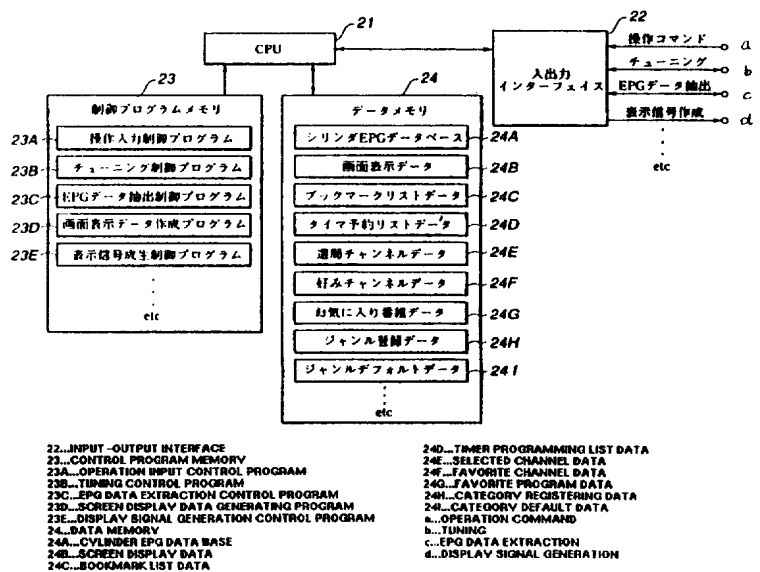 21
CPU
22
入出力
インターフェイス
操作コマンド
a
チューニング
b
EPGデータ抽出
c
表示信号作成
d
etc
23
制御プログラムメモリ
23A
操作入力制御プログラム
23B
チューニング制御プログラム
23C
EPGデータ抽出制御プログラム
23D
画面表示データ作成プログラム
23E
表示信号成生制御プログラム
etc
24
データメモリ
シリンダEPGデータベース
24A
画面表示データ
24B
ブックマークリストデータ
24C
タイマ予約リストデータ
24D
選局チャンネルデータ
24E
好みチャンネルデータ
24F
お気に入り番組データ
24G
ジャンル登録データ
24H
ジャンルデフォルトデータ
24I
etc
22...INPUT-OUTPUT INTERFACE
23...CONTROL PROGRAM MEMORY
23A...OPERATION INPUT CONTROL PROGRAM
23B...TUNING CONTROL PROGRAM
23C...EPG DATA EXTRACTION CONTROL PROGRAM
23D...SCREEN DISPLAY DATA GENERATING PROGRAM
23E...DISPLAY SIGNAL GENERATION CONTROL PROGRAM
24...DATA MEMORY
24A...CYLINDER EPG DATA BASE
24B...SCREEN DISPLAY DATA
24C...BOOKMARK LIST DATA
24D...TIMER PROGRAMMING LIST DATA
24E...SELECTED CHANNEL DATA
24F...FAVORITE CHANNEL DATA
24G...FAVORITE PROGRAM DATA
24H...CATEGORY REGISTERING DATA
24I...CATEGORY DEFAULT DATA
a...OPERATION COMMAND
b...TUNING
c...EPG DATA EXTRACTION
d...DISPLAY SIGNAL GENERATION